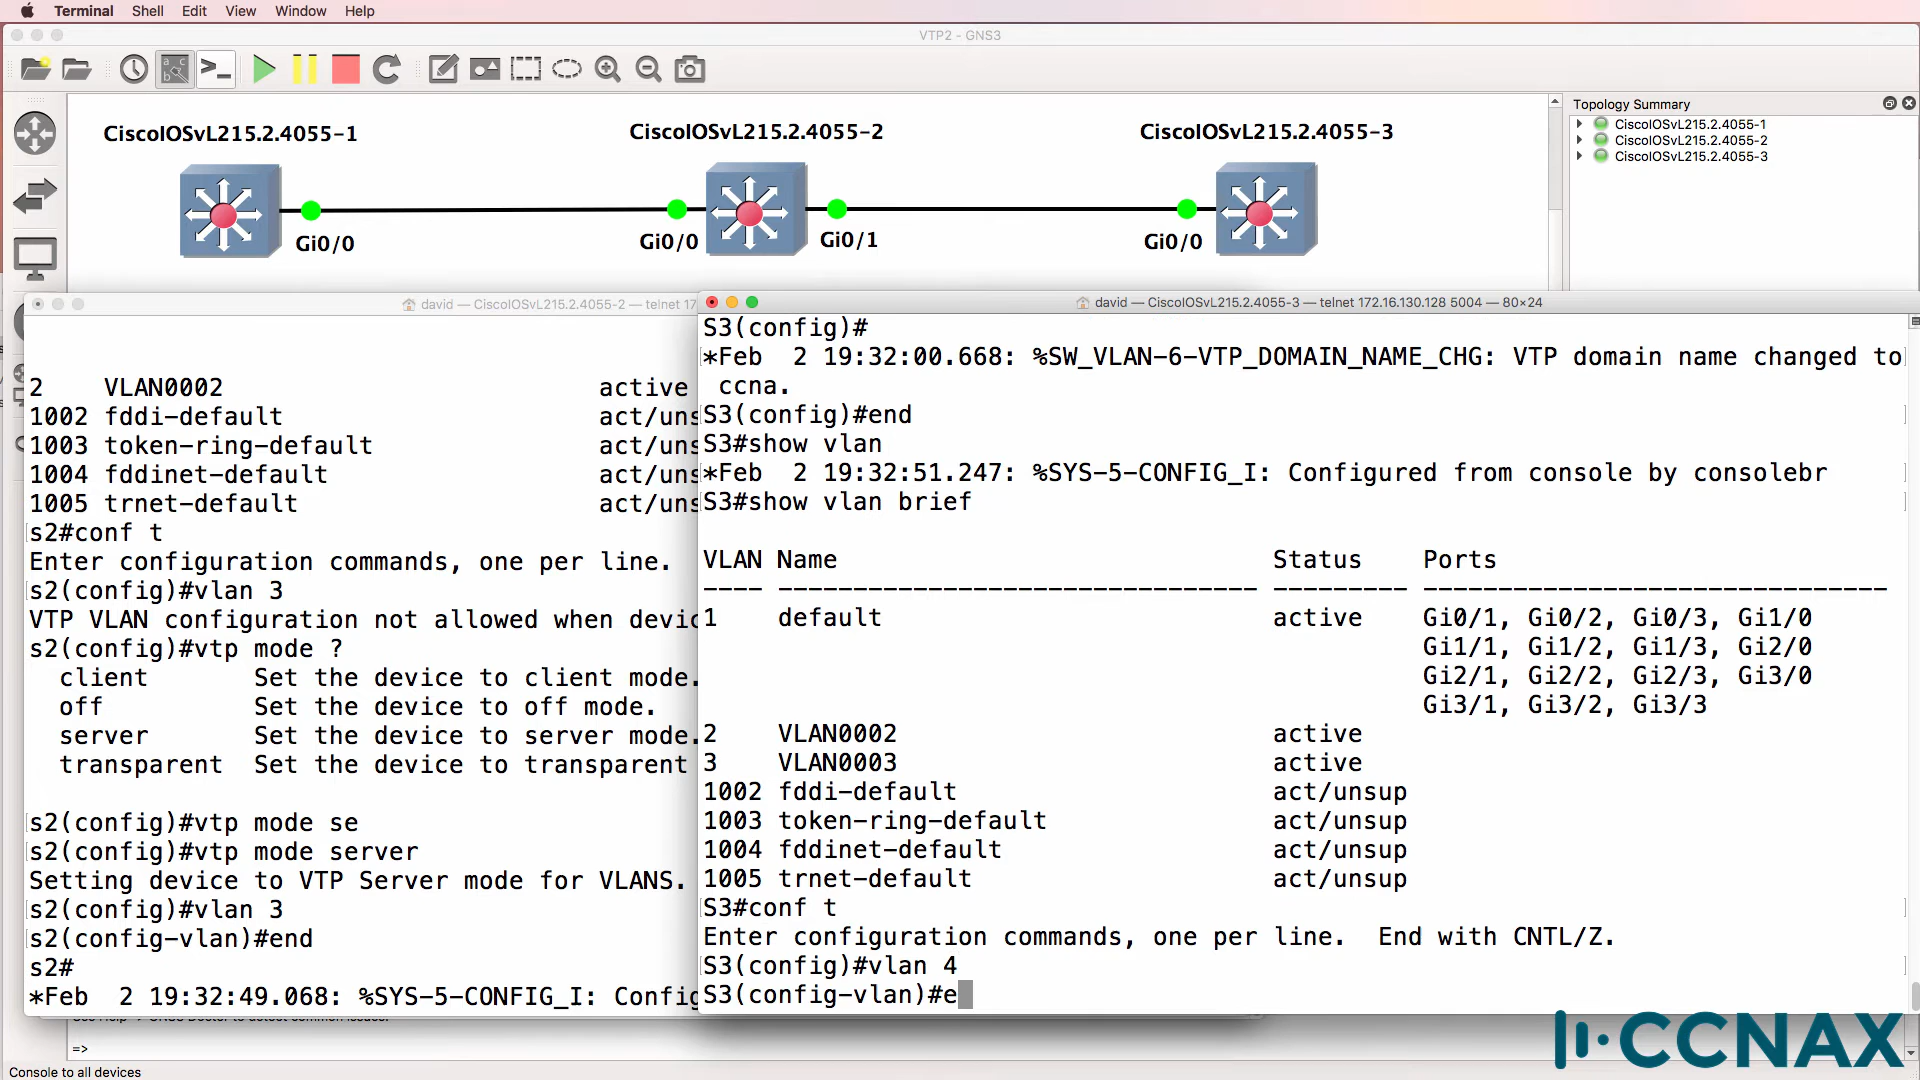 Terminal Shell Edit View Window Help
VTP2 - GNS3
CiscoIOSvL215.2.4055-1
CiscoIOSvL215.2.4055-2
CiscoIOSvL215.2.4055-3
Gi0/0
Gi0/0
Gi0/1
Gi0/0
Topology Summary
CiscoIOSvL215.2.4055-1
CiscoIOSvL215.2.4055-2
CiscoIOSvL215.2.4055-3
david — CiscoIOSvL215.2.4055-2 — telnet 17
2 VLAN0002 active
1002 fddi-default act/uns
1003 token-ring-default act/uns
1004 fddinet-default act/uns
1005 trnet-default act/uns
s2#conf t
Enter configuration commands, one per line.
s2(config)#vlan 3
VTP VLAN configuration not allowed when devic
s2(config)#vtp mode ?
client Set the device to client mode.
off Set the device to off mode.
server Set the device to server mode.
transparent Set the device to transparent
s2(config)#vtp mode se
s2(config)#vtp mode server
Setting device to VTP Server mode for VLANS.
s2(config)#vlan 3
s2(config-vlan)#end
s2#
*Feb 2 19:32:49.068: %SYS-5-CONFIG_I: Config
david — CiscoIOSvL215.2.4055-3 — telnet 172.16.130.128 5004 — 80×24
S3(config)#
*Feb 2 19:32:00.668: %SW_VLAN-6-VTP_DOMAIN_NAME_CHG: VTP domain name changed to
ccna.
S3(config)#end
S3#show vlan
*Feb 2 19:32:51.247: %SYS-5-CONFIG_I: Configured from console by consolebr
S3#show vlan brief
VLAN Name Status Ports
---- -------------------------------- --------- -------------------------------
1 default active Gi0/1, Gi0/2, Gi0/3, Gi1/0
Gi1/1, Gi1/2, Gi1/3, Gi2/0
Gi2/1, Gi2/2, Gi2/3, Gi3/0
Gi3/1, Gi3/2, Gi3/3
2 VLAN0002 active
3 VLAN0003 active
1002 fddi-default act/unsup
1003 token-ring-default act/unsup
1004 fddinet-default act/unsup
1005 trnet-default act/unsup
S3#conf t
Enter configuration commands, one per line. End with CNTL/Z.
S3(config)#vlan 4
S3(config-vlan)#e
=>
Console to all devices
CCNAX